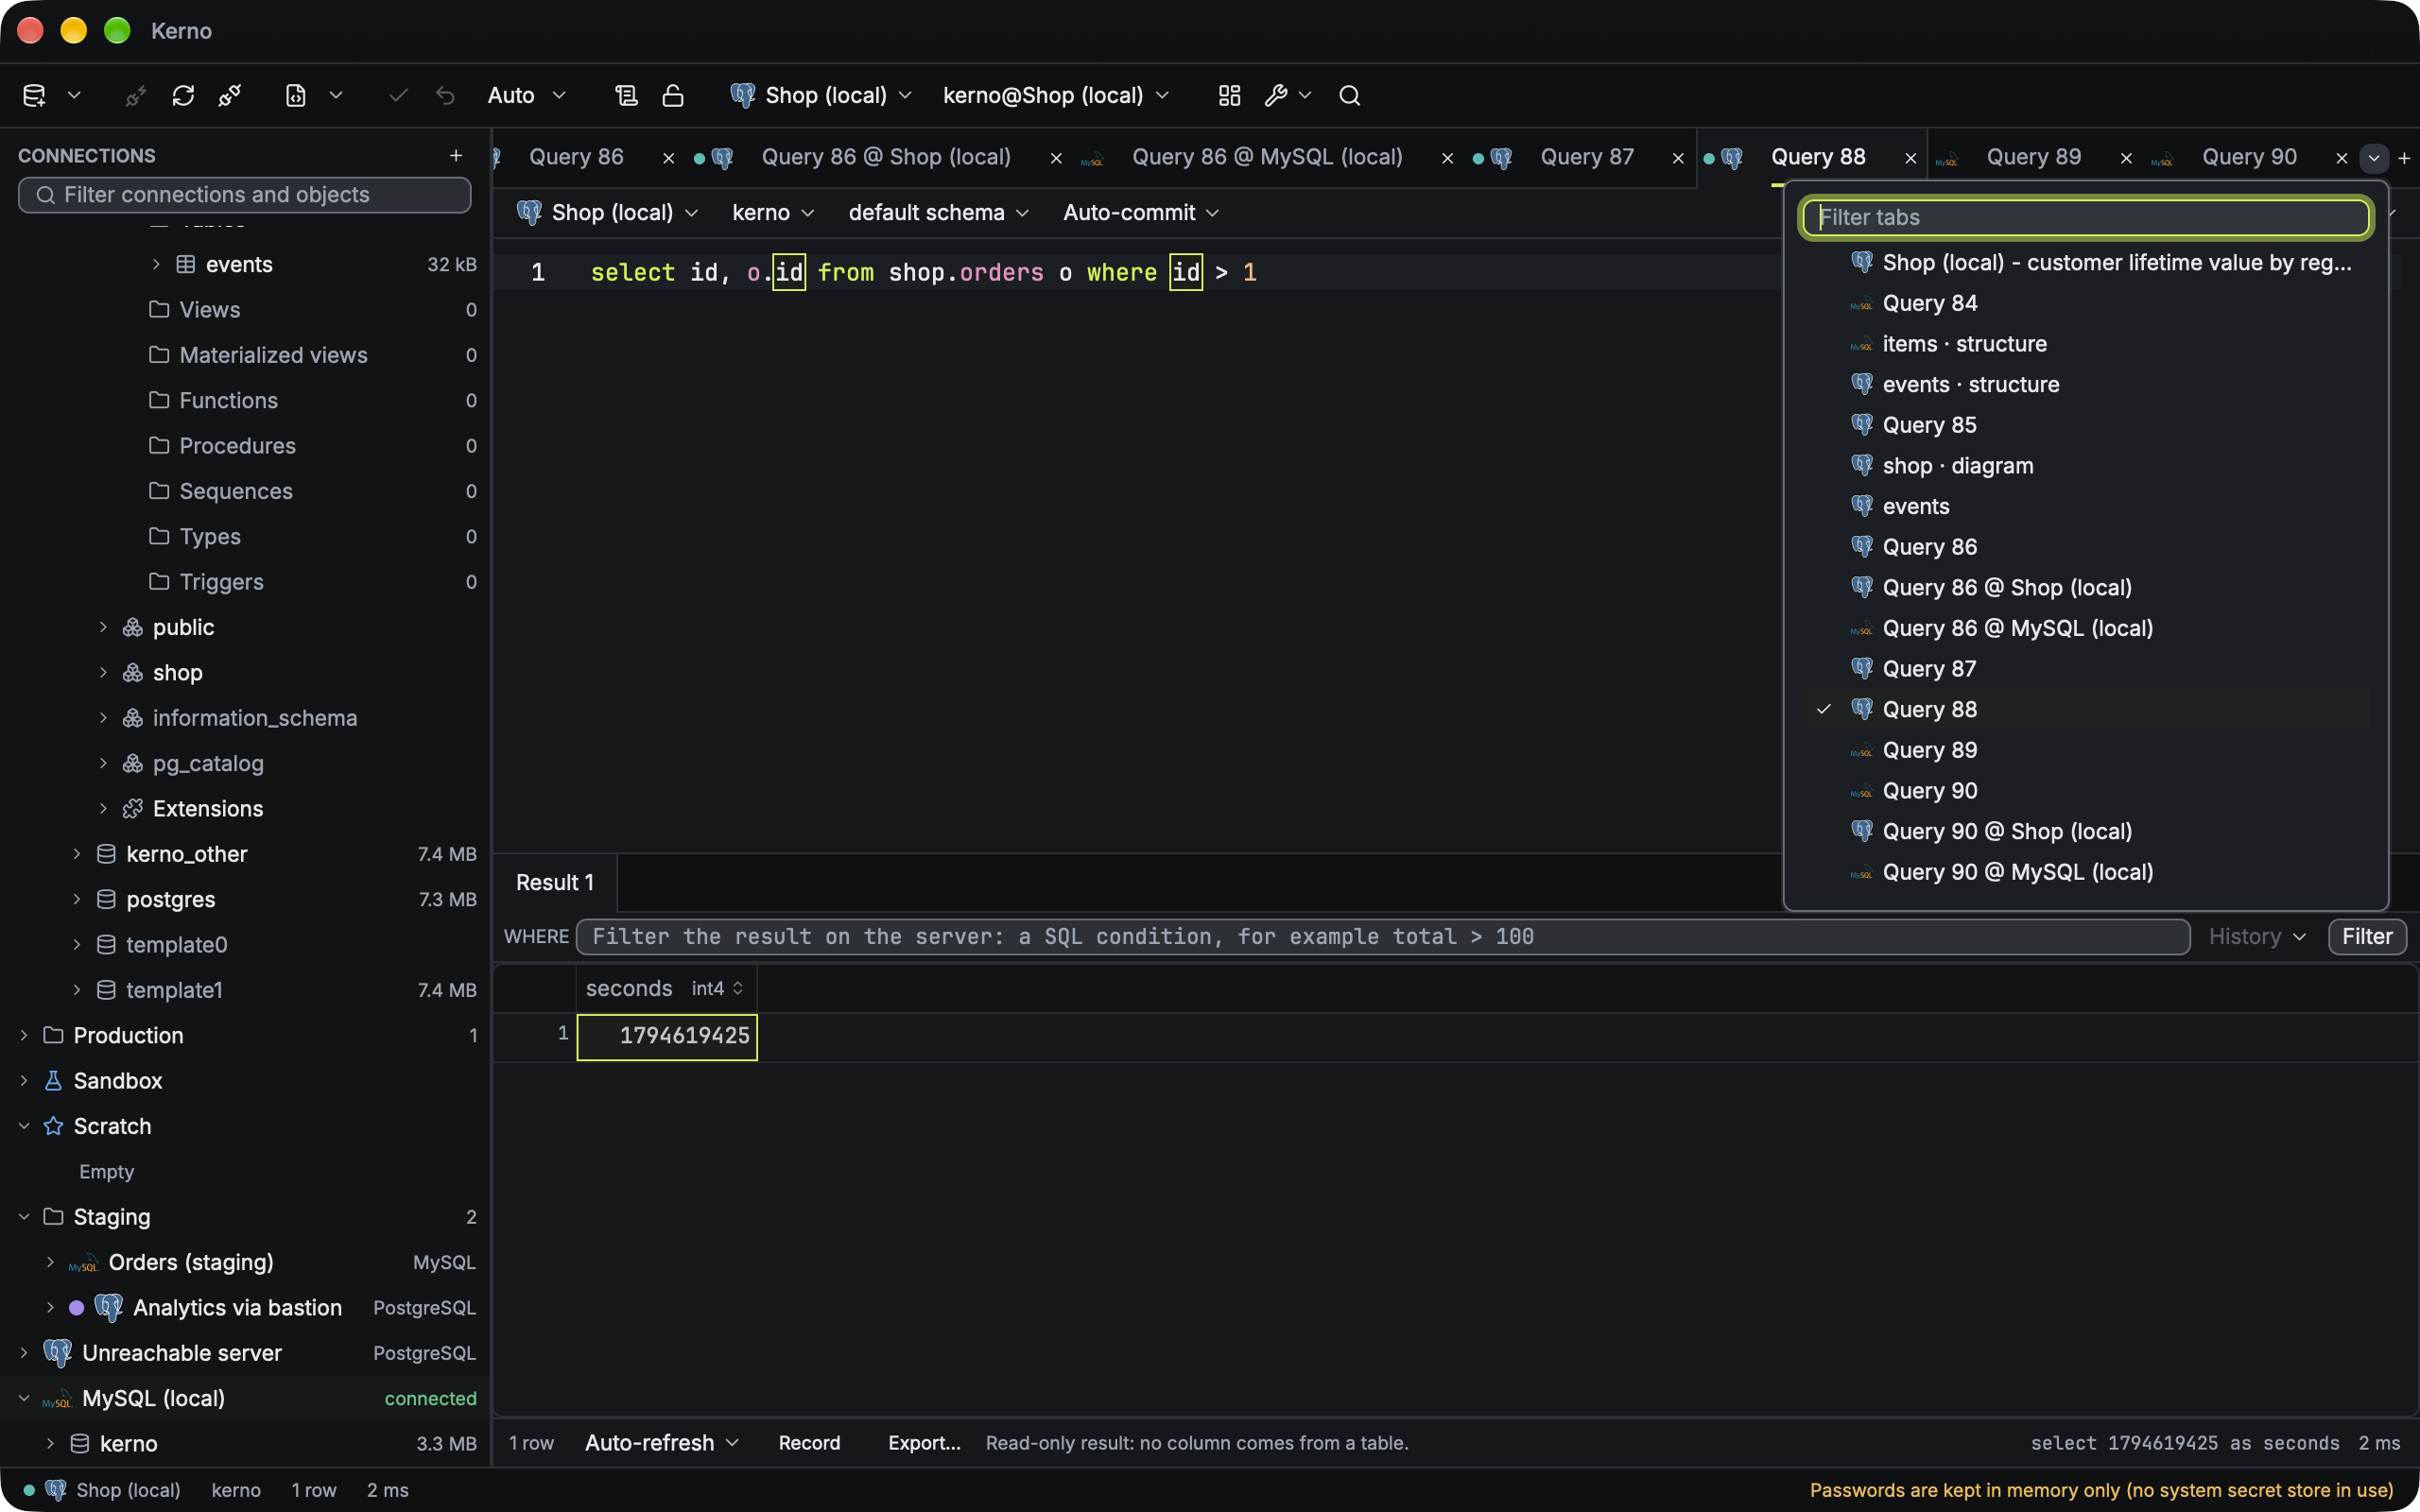 Kerno
Auto
Shop (local)
kerno@Shop (local)
CONNECTIONS
Filter connections and objects
events 32 kB
Views 0
Materialized views 0
Functions 0
Procedures 0
Sequences 0
Types 0
Triggers 0
public
shop
information_schema
pg_catalog
Extensions
kerno_other 7.4 MB
postgres 7.3 MB
template0
template1 7.4 MB
Production 1
Sandbox
Scratch
Empty
Staging 2
MySQL Orders (staging) MySQL
Analytics via bastion PostgreSQL
Unreachable server PostgreSQL
MySQL MySQL (local) connected
kerno 3.3 MB
Query 86
Query 86 @ Shop (local)
MySQL Query 86 @ MySQL (local)
Query 87
Query 88
MySQL Query 89
MySQL Query 90
Shop (local) kerno default schema Auto-commit
1 select id, o.id from shop.orders o where id > 1
Filter tabs
Shop (local) - customer lifetime value by reg...
MySQL Query 84
MySQL items · structure
events · structure
Query 85
shop · diagram
events
Query 86
Query 86 @ Shop (local)
MySQL Query 86 @ MySQL (local)
Query 87
Query 88
MySQL Query 89
MySQL Query 90
Query 90 @ Shop (local)
MySQL Query 90 @ MySQL (local)
Result 1
WHERE Filter the result on the server: a SQL condition, for example total > 100 History Filter
seconds int4
1 1794619425
1 row Auto-refresh Record Export... Read-only result: no column comes from a table. select 1794619425 as seconds 2 ms
Shop (local) kerno 1 row 2 ms Passwords are kept in memory only (no system secret store in use)